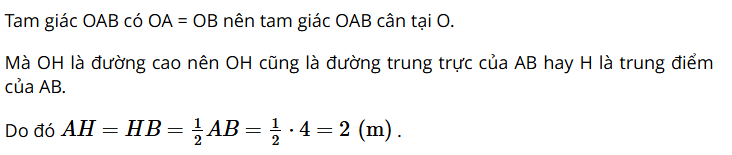 Tam giác OAB có OA = OB nên tam giác OAB cân tại O.
Mà OH là đường cao nên OH cũng là đường trung trực của AB hay H là trung điểm
của AB.
Do đó $AH = HB = \frac{1}{2}AB = \frac{1}{2} \cdot 4 = 2$ (m) .